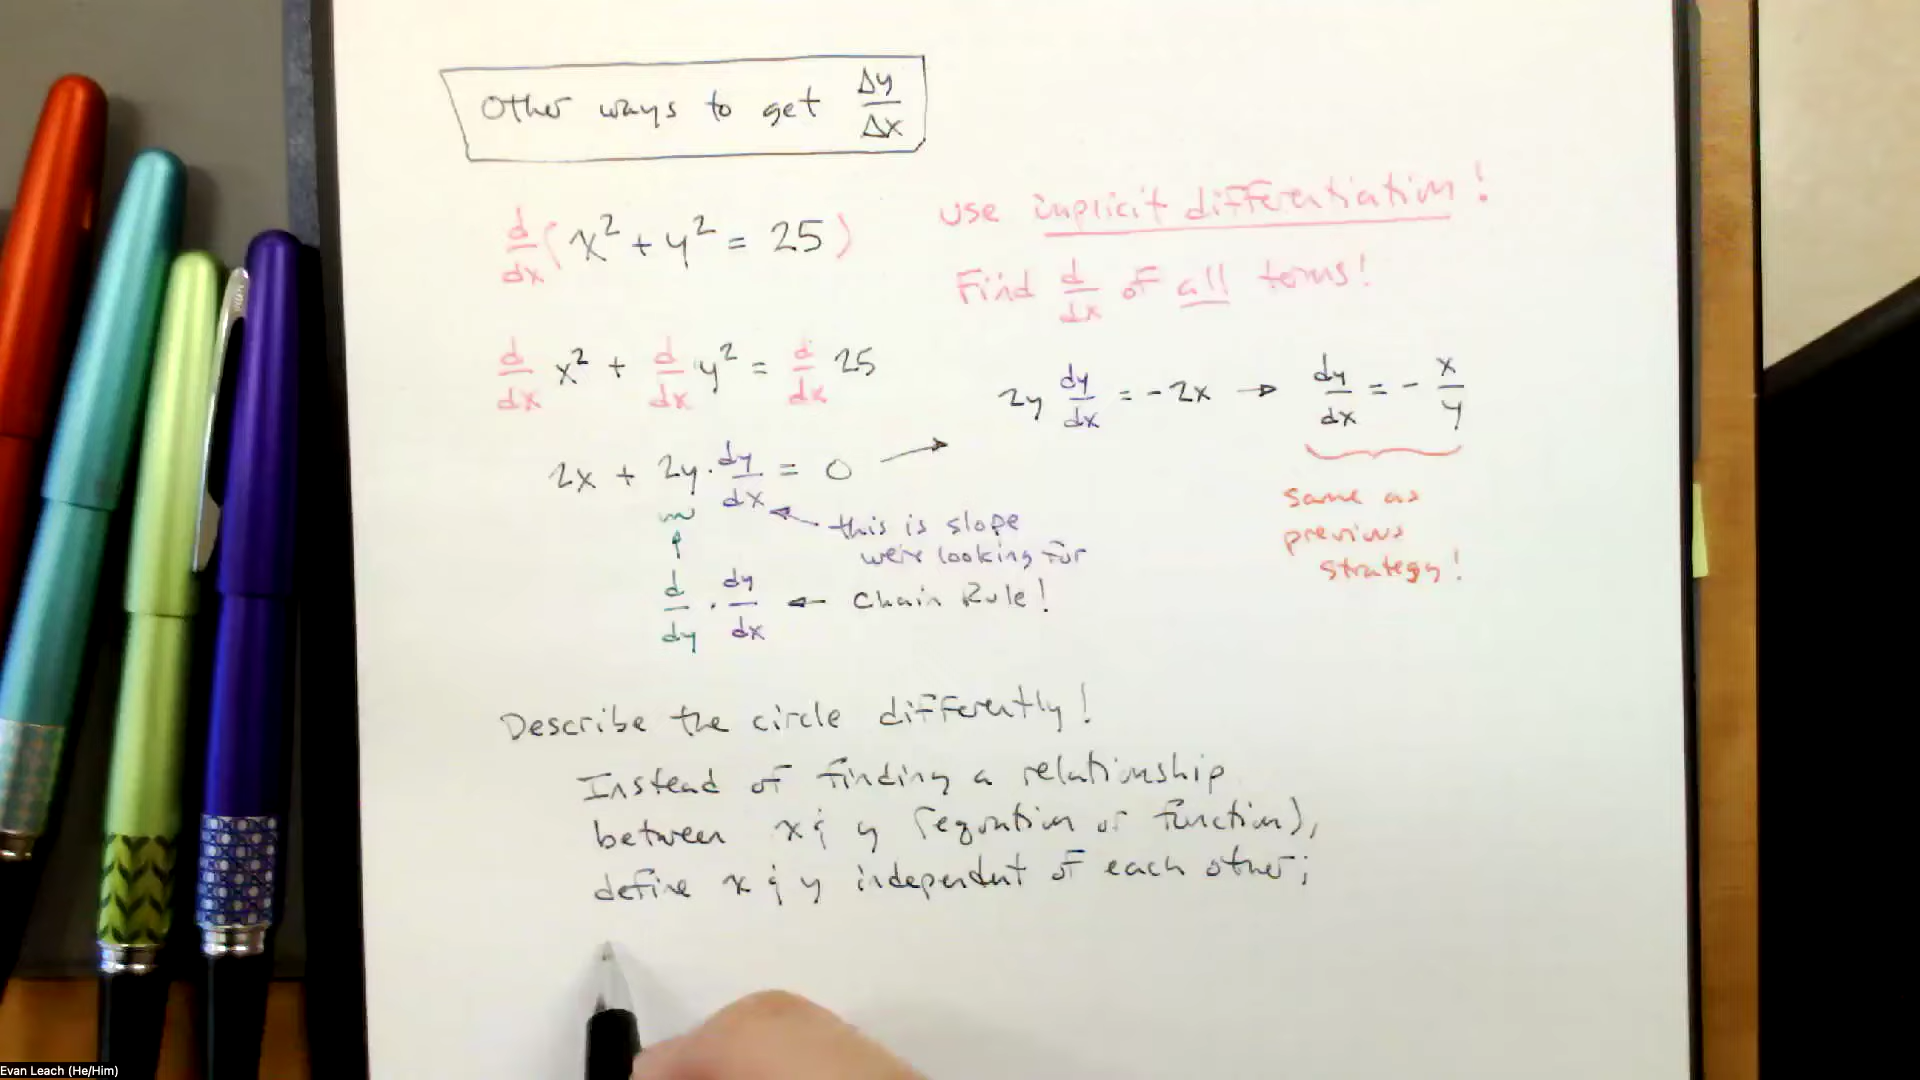 Other ways to get Δy/Δx
d/dx (x² + y² = 25)
use implicit differentiation!
Find d/dx of all terms!
d/dx x² + d/dx y² = d/dx 25
2y dy/dx = -2x → dy/dx = - x/y
2x + 2y · dy/dx = 0 →
same as
previous
strategy!
this is slope
we're looking for
d/dy · dy/dx ← Chain Rule!
Describe the circle differently!
Instead of finding a relationship
between x & y (equation or function),
define x & y independent of each other;
Evan Leach (He/Him)